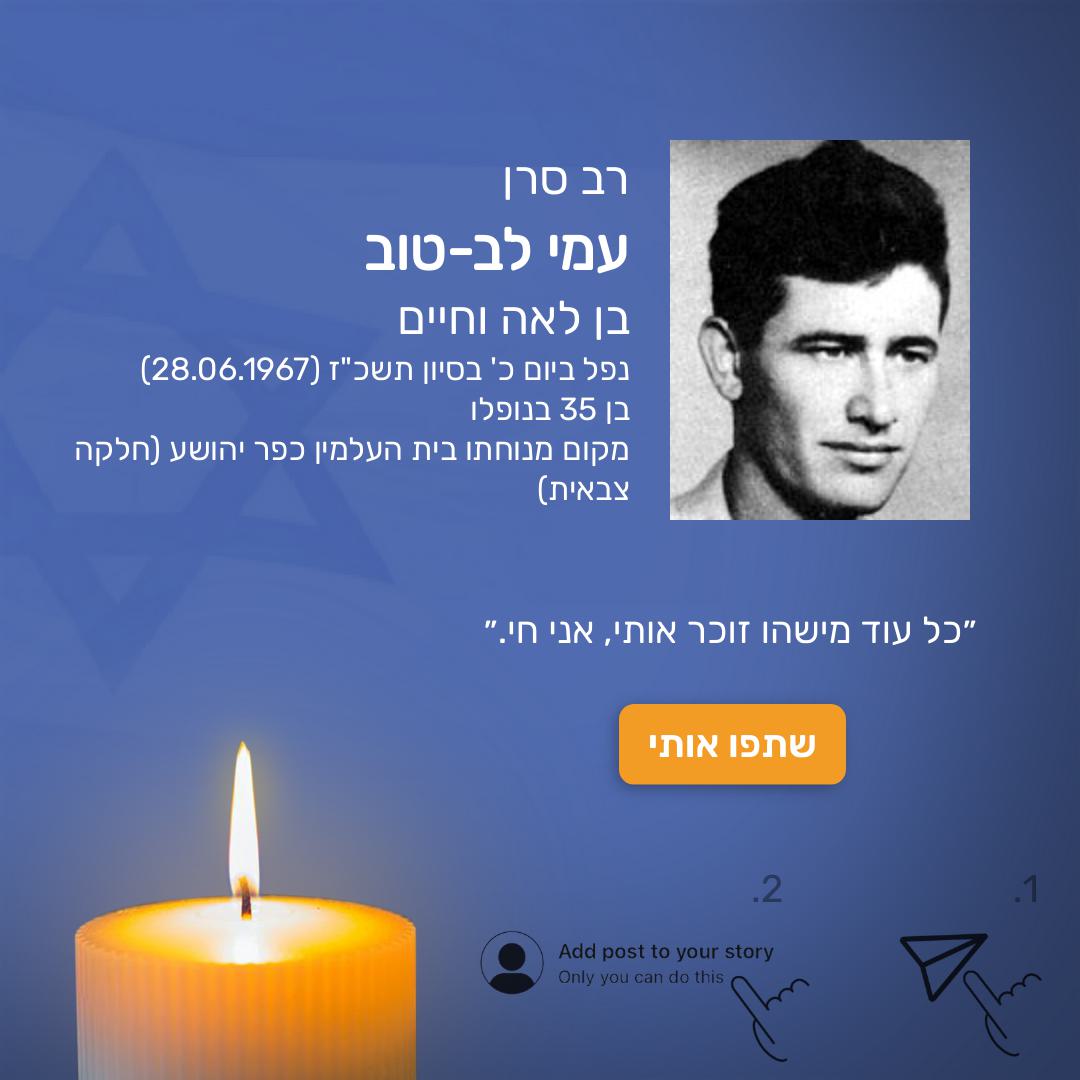 רב סרן
עמי לב-טוב
בן לאה וחיים
נפל ביום כ' בסיון תשכ"ז (28.06.1967)
בן 35 בנופלו
מקום מנוחתו בית העלמין כפר יהושע (חלקה
צבאית)
״כל עוד מישהו זוכר אותי, אני חי.״
שתפו אותי
.1
.2
Add post to your story
Only you can do this